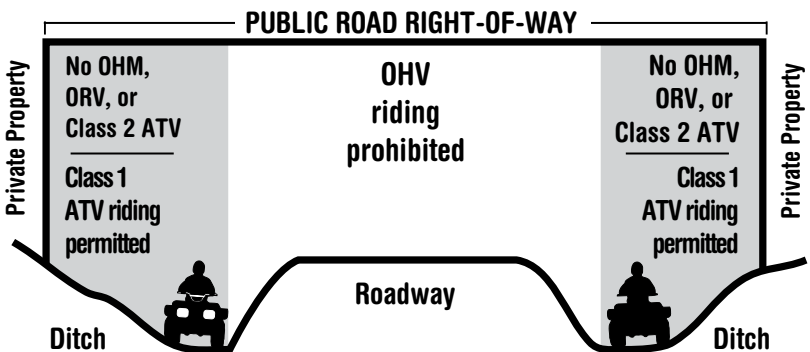 PUBLIC ROAD RIGHT-OF-WAY
Private Property
No OHM,
ORV, or
Class 2 ATV
Class 1
ATV riding
permitted
OHV
riding
prohibited
No OHM,
ORV, or
Class 2 ATV
Class 1
ATV riding
permitted
Private Property
Roadway
Ditch
Ditch